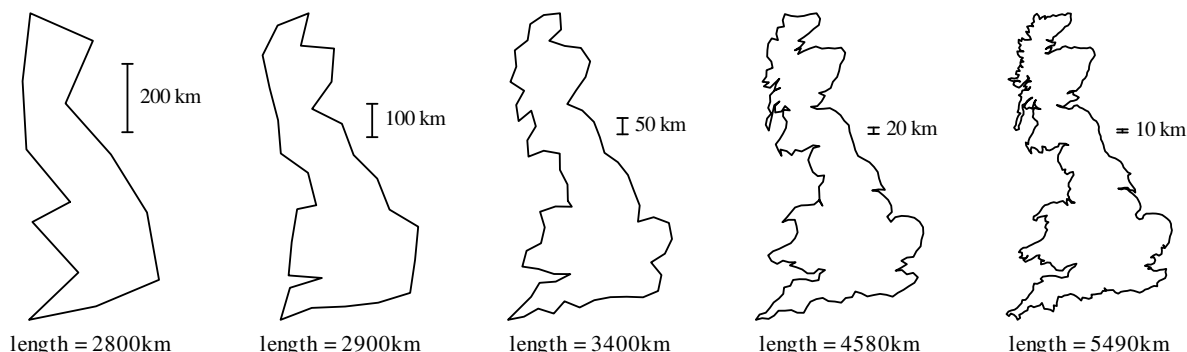 200 km
100 km
50 km
20 km
10 km
length = 2800km
length = 2900km
length = 3400km
length = 4580km
length = 5490km